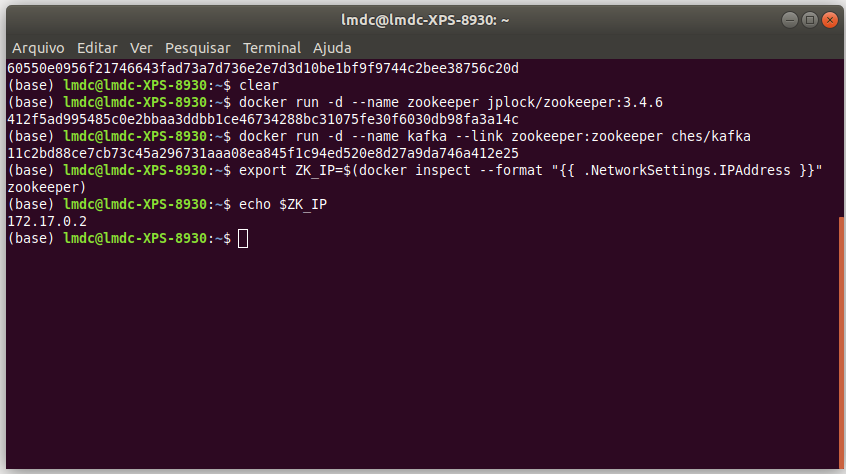 lmdc@lmdc-XPS-8930: ~
Arquivo Editar Ver Pesquisar Terminal Ajuda
60550e0956f21746643fad73a7d736e2e7d3d10be1bf9f9744c2bee38756c20d
(base) lmdc@lmdc-XPS-8930:~$ clear
(base) lmdc@lmdc-XPS-8930:~$ docker run -d --name zookeeper jplock/zookeeper:3.4.6
412f5ad995485c0e2bbaa3ddbb1ce46734288bc31075fe30f6030db98fa3a14c
(base) lmdc@lmdc-XPS-8930:~$ docker run -d --name kafka --link zookeeper:zookeeper ches/kafka
11c2bd88ce7cb73c45a296731aaa08ea845f1c94ed520e8d27a9da746a412e25
(base) lmdc@lmdc-XPS-8930:~$ export ZK_IP=$(docker inspect --format "{{ .NetworkSettings.IPAddress }}"
zookeeper)
(base) lmdc@lmdc-XPS-8930:~$ echo $ZK_IP
172.17.0.2
(base) lmdc@lmdc-XPS-8930:~$